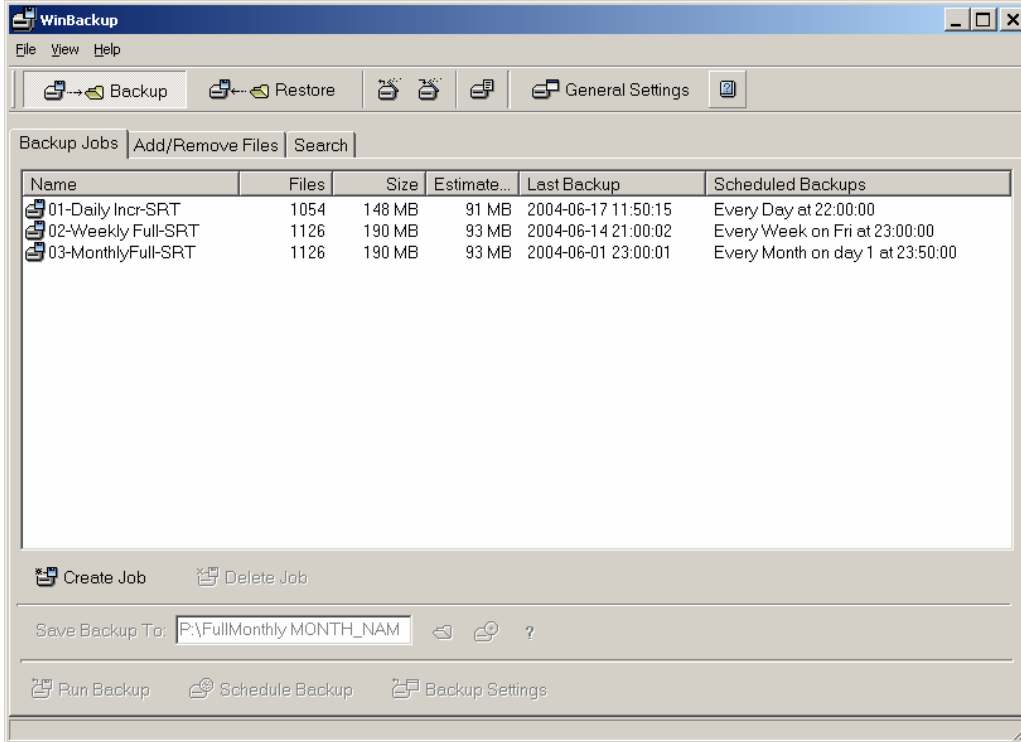 WinBackup
File View Help
Backup Restore General Settings
Backup Jobs Add/Remove Files Search
Name Files Size Estimate... Last Backup Scheduled Backups
01-Daily Incr-SRT 1054 148 MB 91 MB 2004-06-17 11:50:15 Every Day at 22:00:00
02-Weekly Full-SRT 1126 190 MB 93 MB 2004-06-14 21:00:02 Every Week on Fri at 23:00:00
03-MonthlyFull-SRT 1126 190 MB 93 MB 2004-06-01 23:00:01 Every Month on day 1 at 23:50:00
Create Job Delete Job
Save Backup To: P:\FullMonthly MONTH_NAM ?
Run Backup Schedule Backup Backup Settings